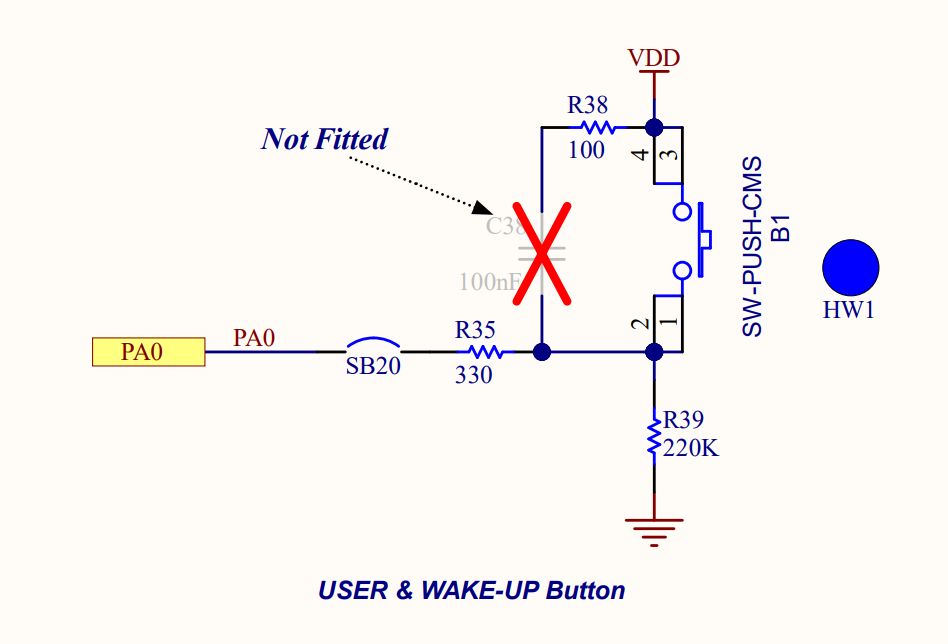 VDD
R38
100
Not Fitted
4
3
C38
100nF
SW-PUSH-CMS
B1
HW1
2
1
PA0
PA0
SB20
R35
330
R39
220K
USER & WAKE-UP Button